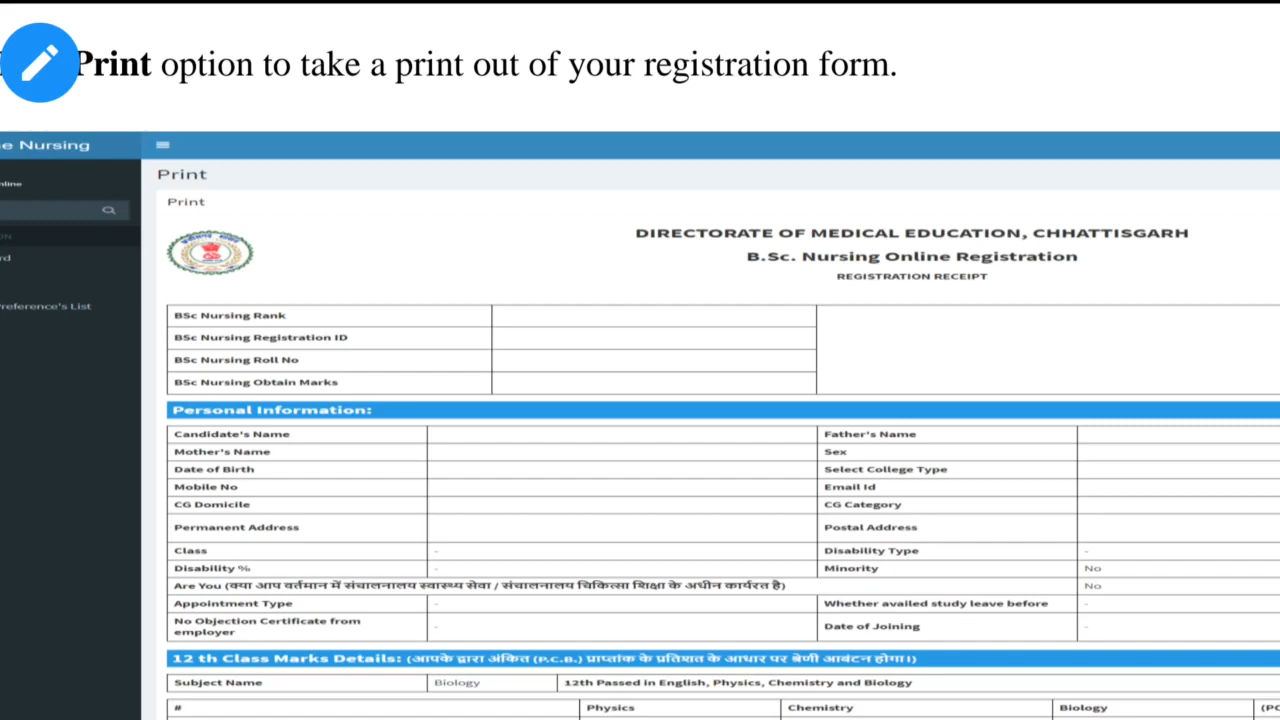 Print option to take a print out of your registration form.
e Nursing
nline
Print
Print
rd
reference's List
DIRECTORATE OF MEDICAL EDUCATION, CHHATTISGARH
B.Sc. Nursing Online Registration
REGISTRATION RECEIPT
BSc Nursing Rank
BSc Nursing Registration ID
BSc Nursing Roll No
BSc Nursing Obtain Marks
Personal Information:
Candidate's Name Father's Name
Mother's Name Sex
Date of Birth Select College Type
Mobile No Email Id
CG Domicile CG Category
Permanent Address Postal Address
Class - Disability Type -
Disability % - Minority No
Are You (क्या आप वर्तमान में संचालनालय स्वास्थ्य सेवा / संचालनालय चिकित्सा शिक्षा के अधीन कार्यरत है) No
Appointment Type - Whether availed study leave before -
No Objection Certificate from employer - Date of Joining -
12 th Class Marks Details: (आपके द्वारा अंकित (P.C.B.) प्राप्तांक के प्रतिशत के आधार पर श्रेणी आबंटन होगा।)
Subject Name Biology 12th Passed in English, Physics, Chemistry and Biology
# Physics Chemistry Biology (PC